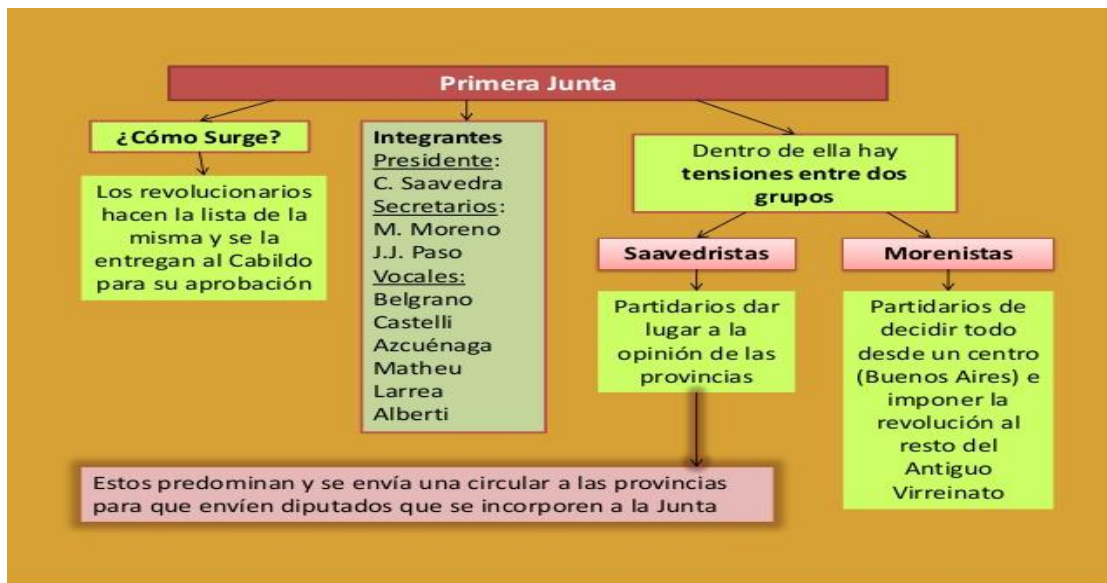 Primera Junta
¿Cómo Surge?
Los revolucionarios
hacen la lista de la
misma y se la
entregan al Cabildo
para su aprobación
Integrantes
Presidente:
C. Saavedra
Secretarios:
M. Moreno
J.J. Paso
Vocales:
Belgrano
Castelli
Azcuénaga
Matheu
Larrea
Alberti
Dentro de ella hay
tensiones entre dos
grupos
Saavedristas
Partidarios dar
lugar a la
opinión de las
provincias
Morenistas
Partidarios de
decidir todo
desde un centro
(Buenos Aires) e
imponer la
revolución al
resto del
Antiguo
Virreinato
Estos predominan y se envía una circular a las provincias
para que envíen diputados que se incorporen a la Junta